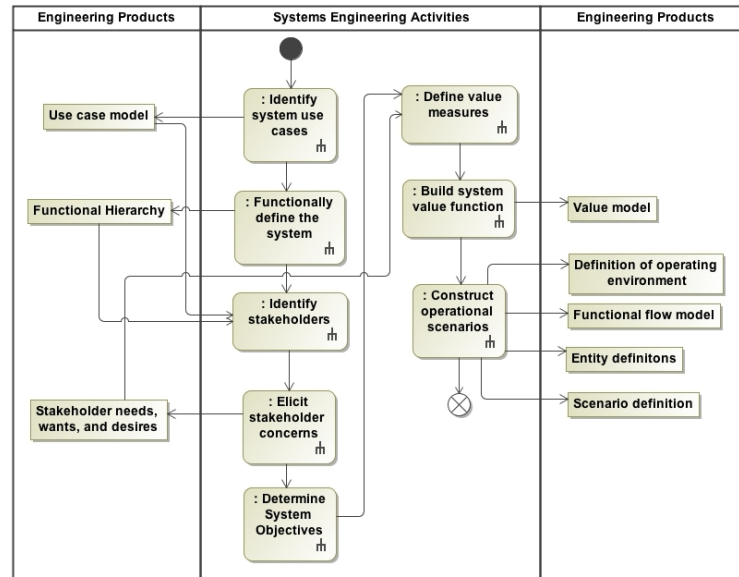 Engineering Products
Systems Engineering Activities
Engineering Products
: Identify
system use
cases
Use case model
: Functionally
define the
system
Functional Hierarchy
: Identify
stakeholders
: Elicit
stakeholder
concerns
Stakeholder needs,
wants, and desires
: Determine
System
Objectives
: Define value
measures
: Build system
value function
Value model
: Construct
operational
scenarios
Definition of operating
environment
Functional flow model
Entity definitons
Scenario definition